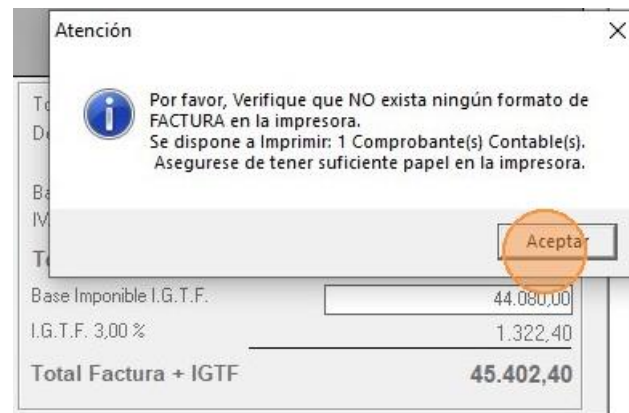 Atención
Por favor, Verifique que NO exista ningún formato de
FACTURA en la impresora.
Se dispone a Imprimir: 1 Comprobante(s) Contable(s).
Asegurese de tener suficiente papel en la impresora.
Aceptar
Base Imponible I.G.T.F. 44.080,00
I.G.T.F. 3,00 % 1.322,40
Total Factura + IGTF 45.402,40